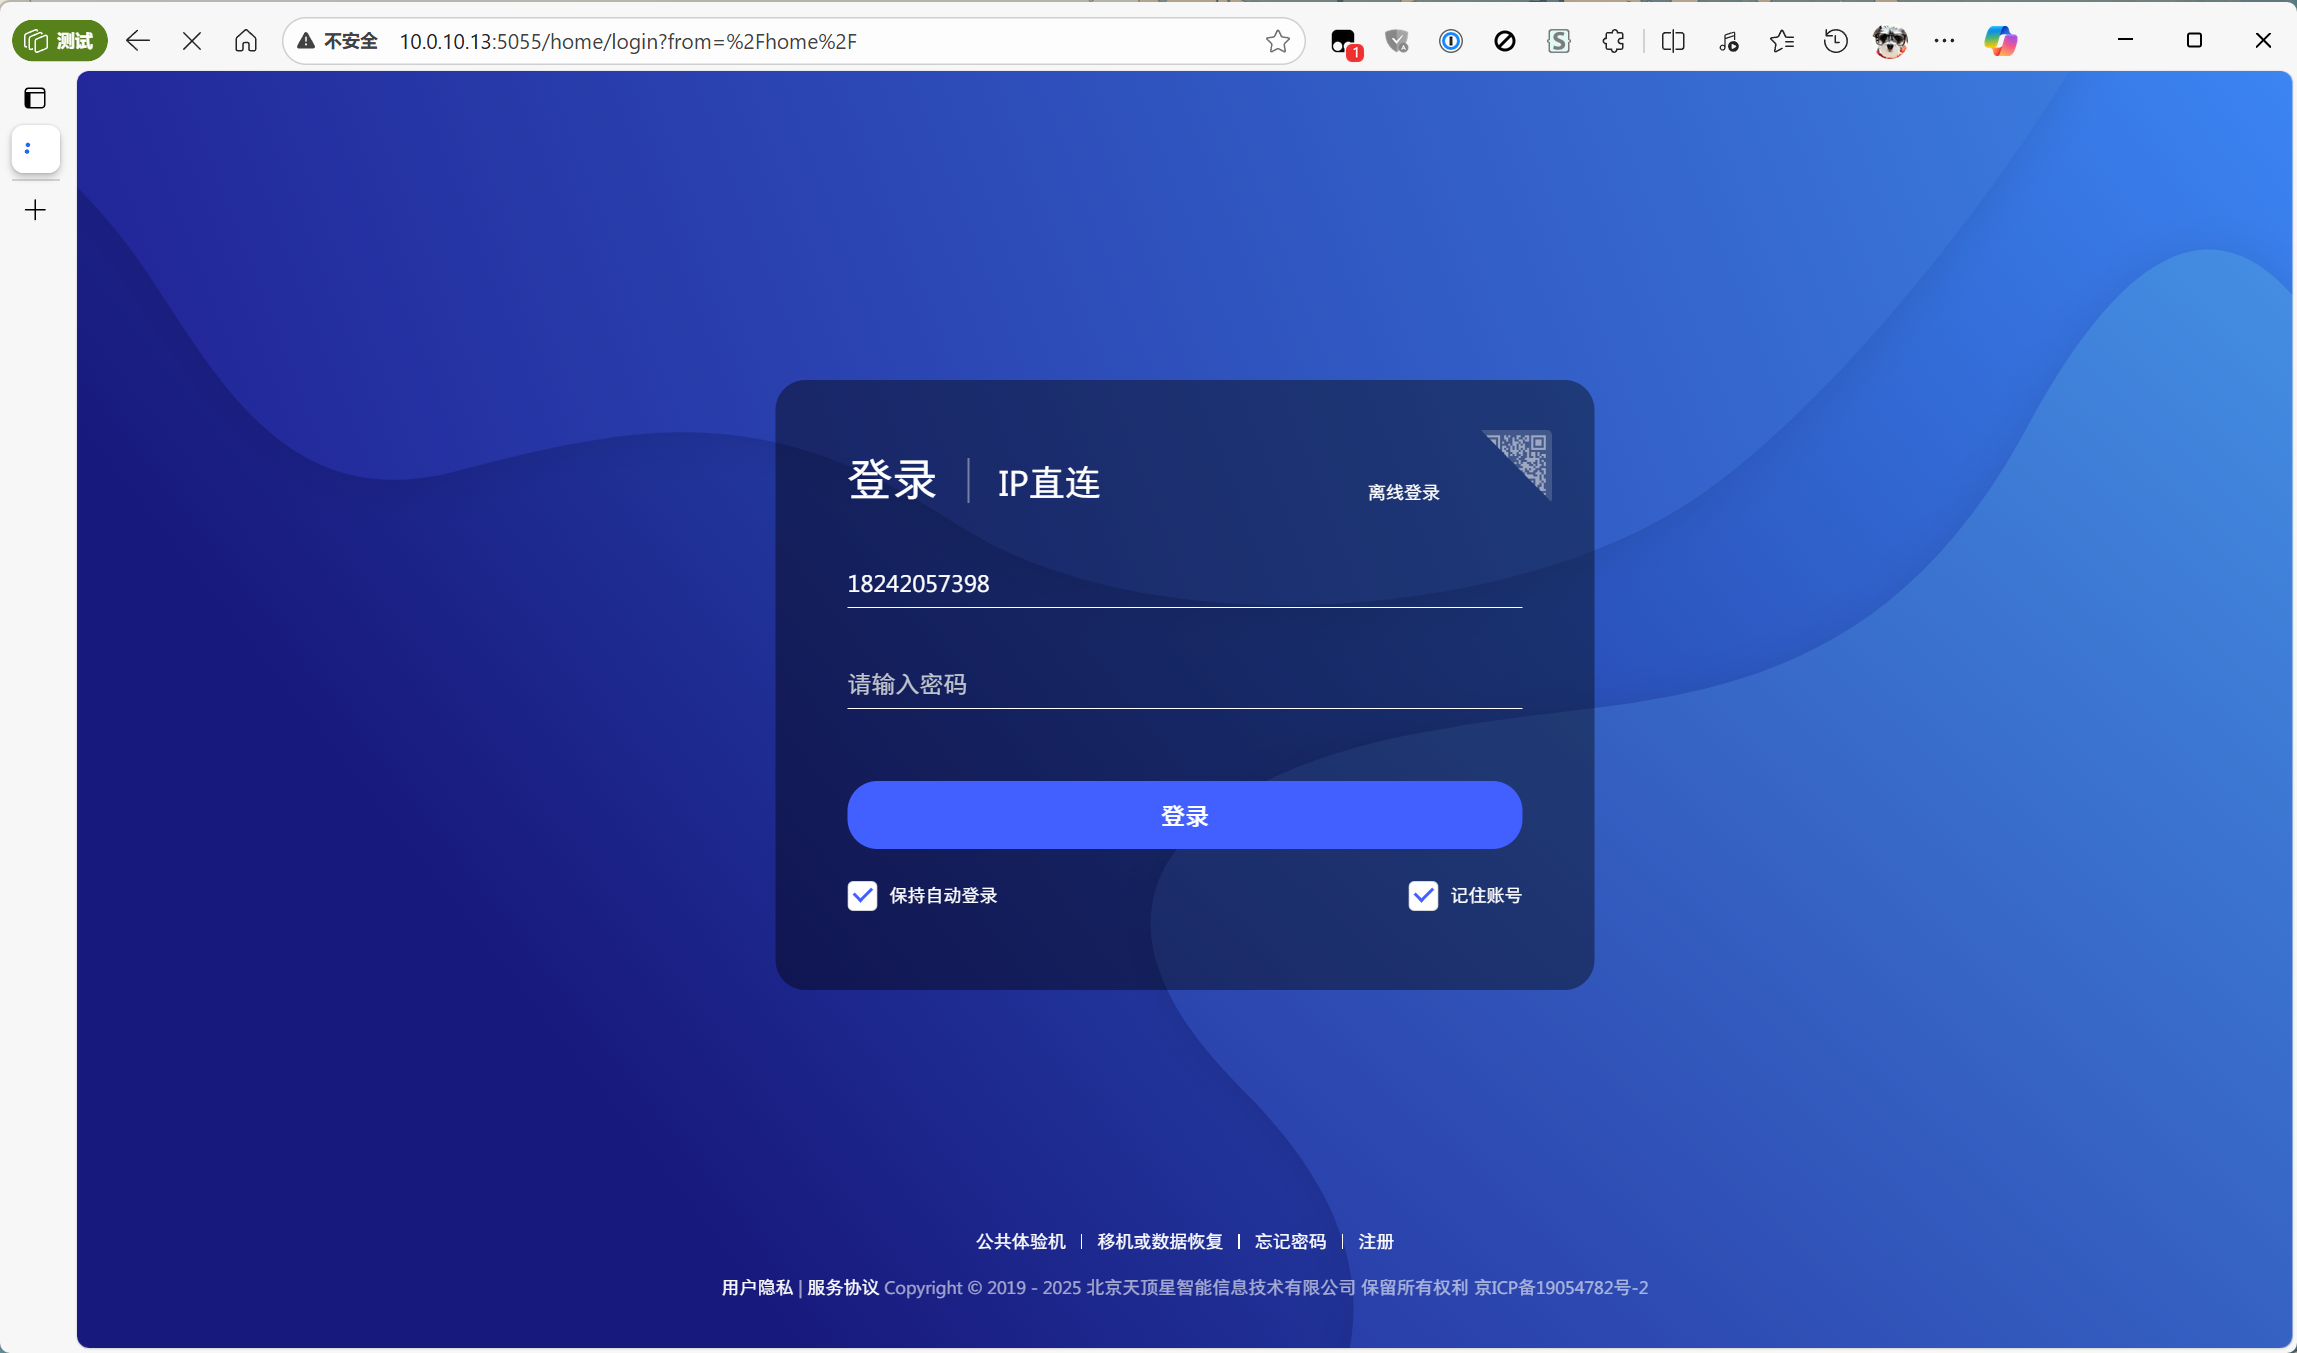 测试
不安全 10.0.10.13:5055/home/login?from=%2Fhome%2F
1
登录 IP直连
离线登录
18242057398
请输入密码
登录
保持自动登录 记住账号
公共体验机 | 移机或数据恢复 | 忘记密码 | 注册
用户隐私 | 服务协议 Copyright © 2019 - 2025 北京天顶星智能信息技术有限公司 保留所有权利 京ICP备19054782号-2